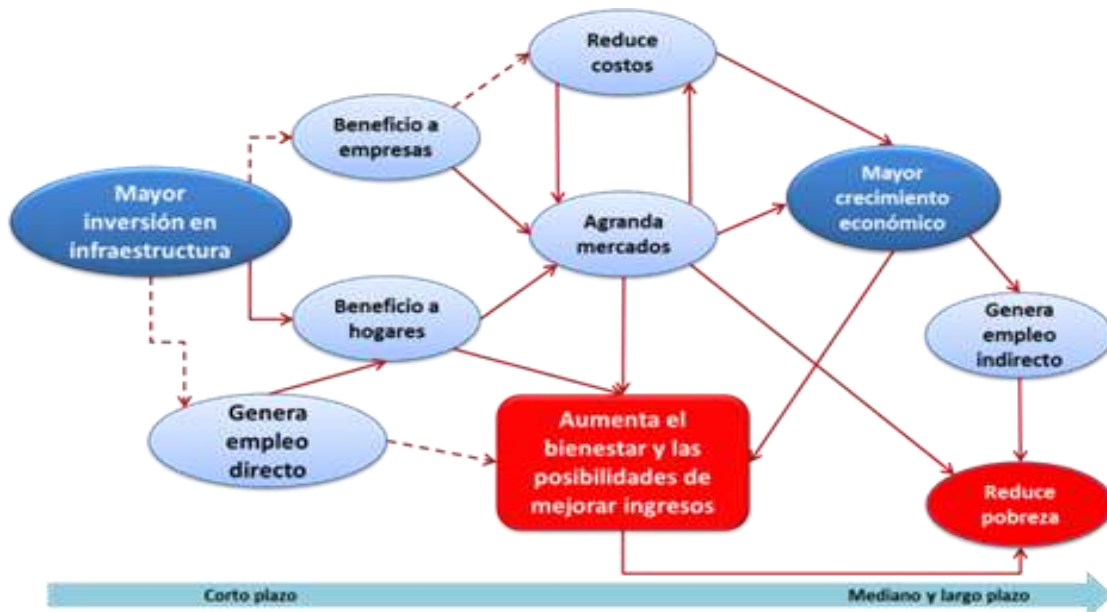 Reduce
costos
Beneficio a
empresas
Mayor
inversión en
infraestructura
Mayor
crecimiento
económico
Agranda
mercados
Beneficio a
hogares
Genera
empleo
indirecto
Genera
empleo
directo
Aumenta el
bienestar y las
posibilidades de
mejorar ingresos
Reduce
pobreza
Corto plazo
Mediano y largo plazo